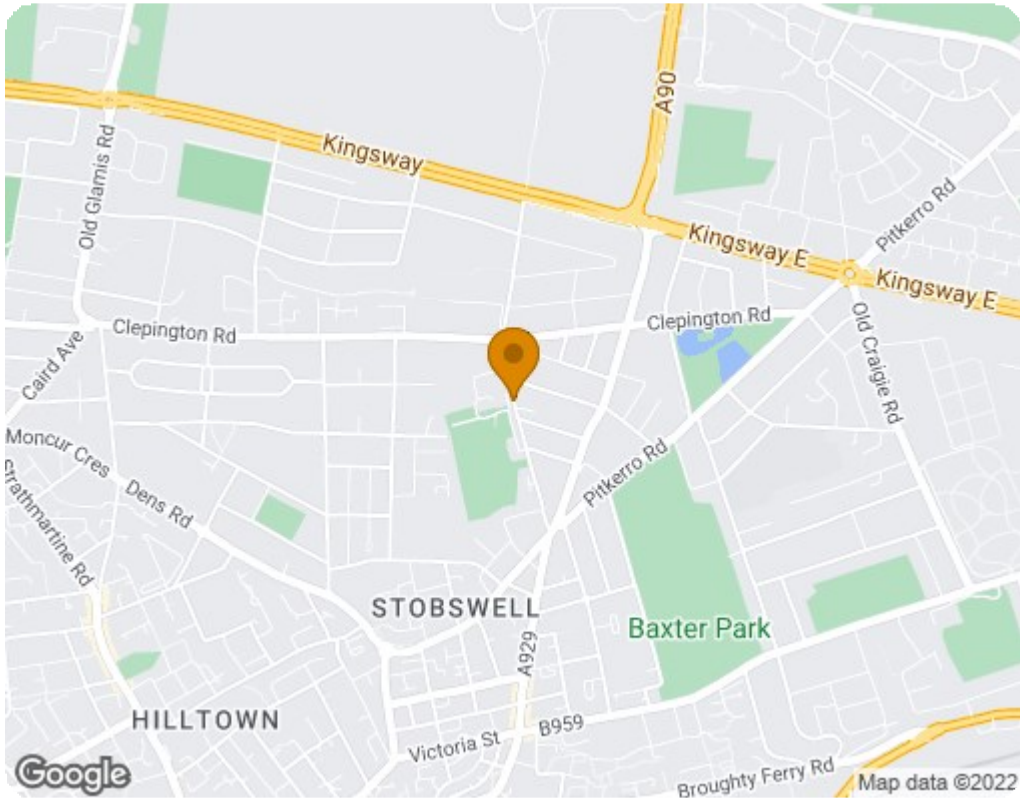 A90
Kingsway
Old Glamis Rd
Pitkerro Rd
Kingsway E
Kingsway E
Clepington Rd
Clepington Rd
Caird Ave
Old Craigie Rd
Moncur Cres
Dens Rd
Pitkerro Rd
Strathmartine Rd
STOBSWELL
Baxter Park
A929
HILLTOWN
B959
Victoria St
Broughty Ferry Rd
Google
Map data ©2022